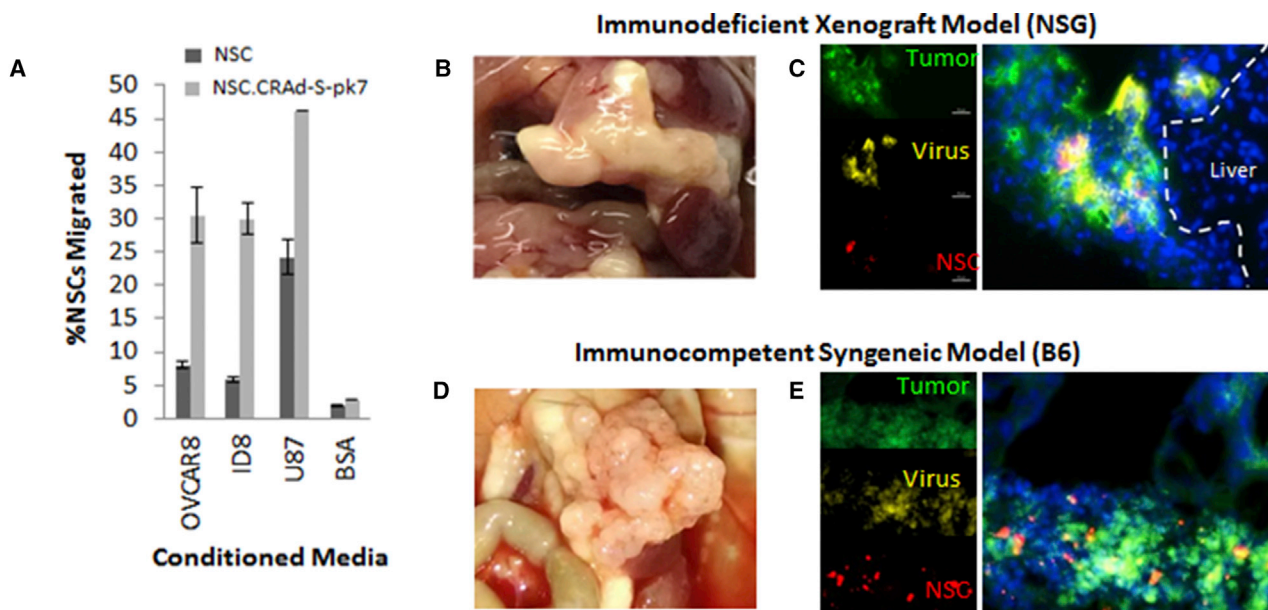 Immunodeficient Xenograft Model (NSG)
A
NSC
NSC.CRAd-S-pk7
%NSCs Migrated
50
45
40
35
30
25
20
15
10
5
0
OVCAR8
ID8
U87
BSA
Conditioned Media
B
C
Tumor
Virus
NSC
Liver
Immunocompetent Syngeneic Model (B6)
D
E
Tumor
Virus
NSC